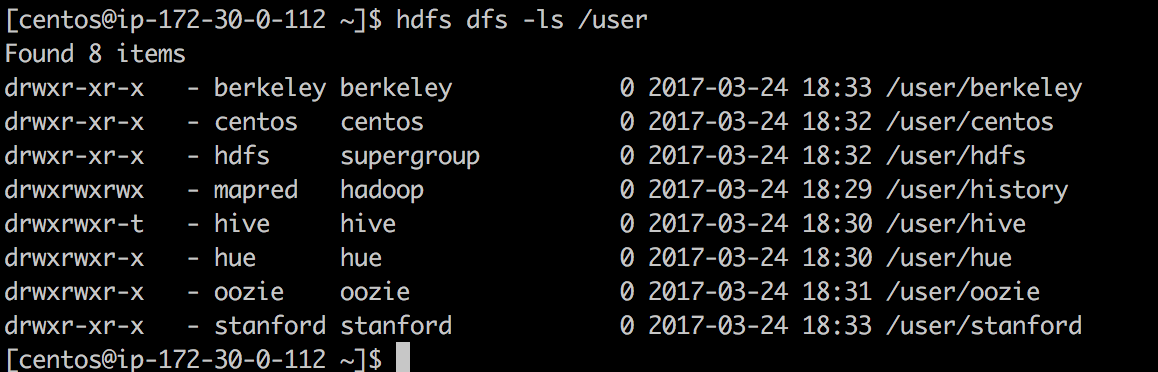 [centos@ip-172-30-0-112 ~]$ hdfs dfs -ls /user
Found 8 items
drwxr-xr-x   - berkeley berkeley            0 2017-03-24 18:33 /user/berkeley
drwxr-xr-x   - centos   centos              0 2017-03-24 18:32 /user/centos
drwxr-xr-x   - hdfs     supergroup          0 2017-03-24 18:32 /user/hdfs
drwxrwxrwx   - mapred   hadoop              0 2017-03-24 18:29 /user/history
drwxrwxr-t   - hive     hive                0 2017-03-24 18:30 /user/hive
drwxrwxr-x   - hue      hue                 0 2017-03-24 18:30 /user/hue
drwxrwxr-x   - oozie    oozie               0 2017-03-24 18:31 /user/oozie
drwxr-xr-x   - stanford stanford            0 2017-03-24 18:33 /user/stanford
[centos@ip-172-30-0-112 ~]$